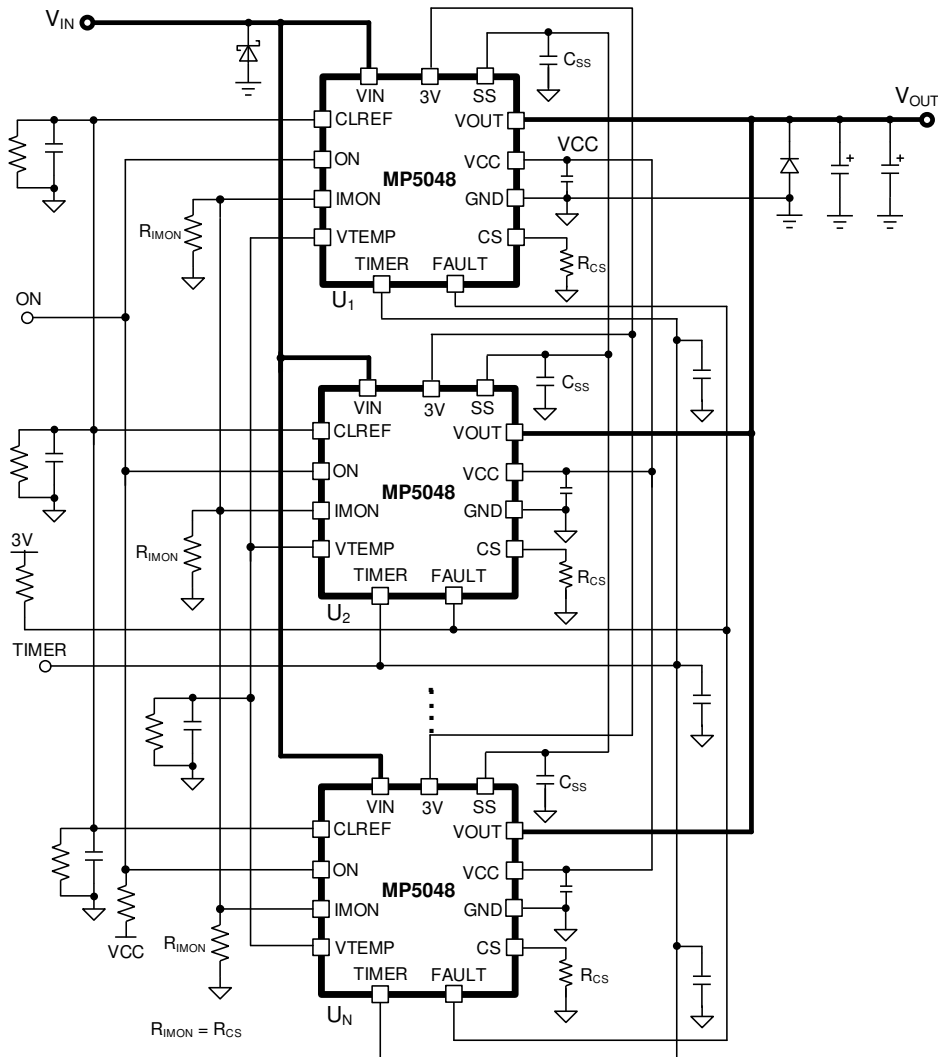 VIN
VIN 3V SS
CSS
CLREF
VOUT
VOUT
ON
VCC
VCC
MP5048
IMON
GND
RIMON
VTEMP
CS
RCS
TIMER FAULT
U1
ON
VIN 3V SS
CSS
CLREF
VOUT
ON
VCC
MP5048
IMON
GND
RIMON
3V
VTEMP
CS
RCS
TIMER FAULT
U2
TIMER
VIN 3V SS
CSS
CLREF
VOUT
ON
VCC
MP5048
IMON
GND
RIMON
VCC
VTEMP
CS
RCS
TIMER FAULT
UN
RIMON = RCS